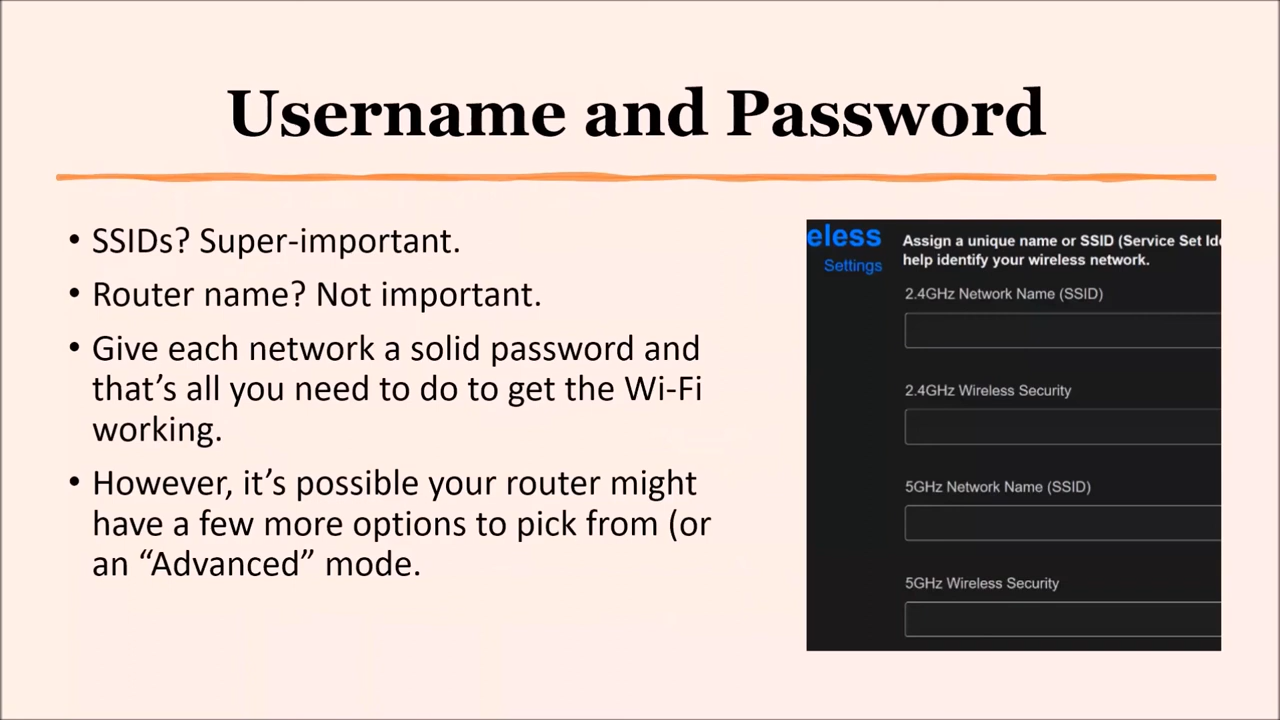 Username and Password
• SSIDs? Super-important.
• Router name? Not important.
• Give each network a solid password and
that’s all you need to do to get the Wi-Fi
working.
• However, it’s possible your router might
have a few more options to pick from (or
an “Advanced” mode.
eless
Settings
Assign a unique name or SSID (Service Set Ide
help identify your wireless network.
2.4GHz Network Name (SSID)
2.4GHz Wireless Security
5GHz Network Name (SSID)
5GHz Wireless Security